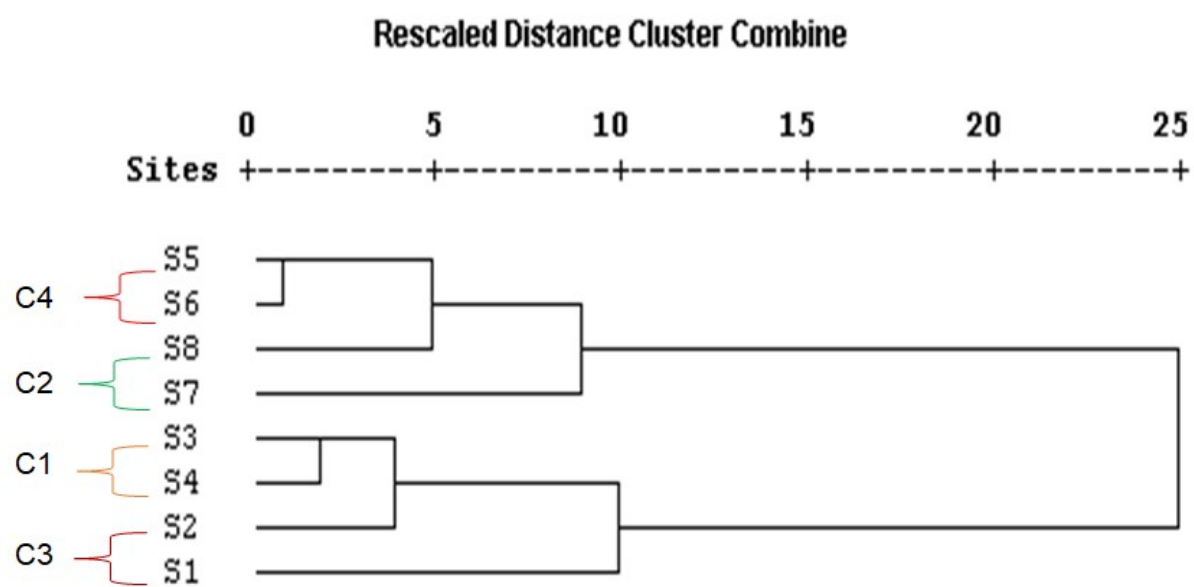 Rescaled Distance Cluster Combine
0 5 10 15 20 25
Sites +---------+---------+---------+---------+---------+
S5
C4
S6
S8
C2
S7
S3
C1
S4
S2
C3
S1